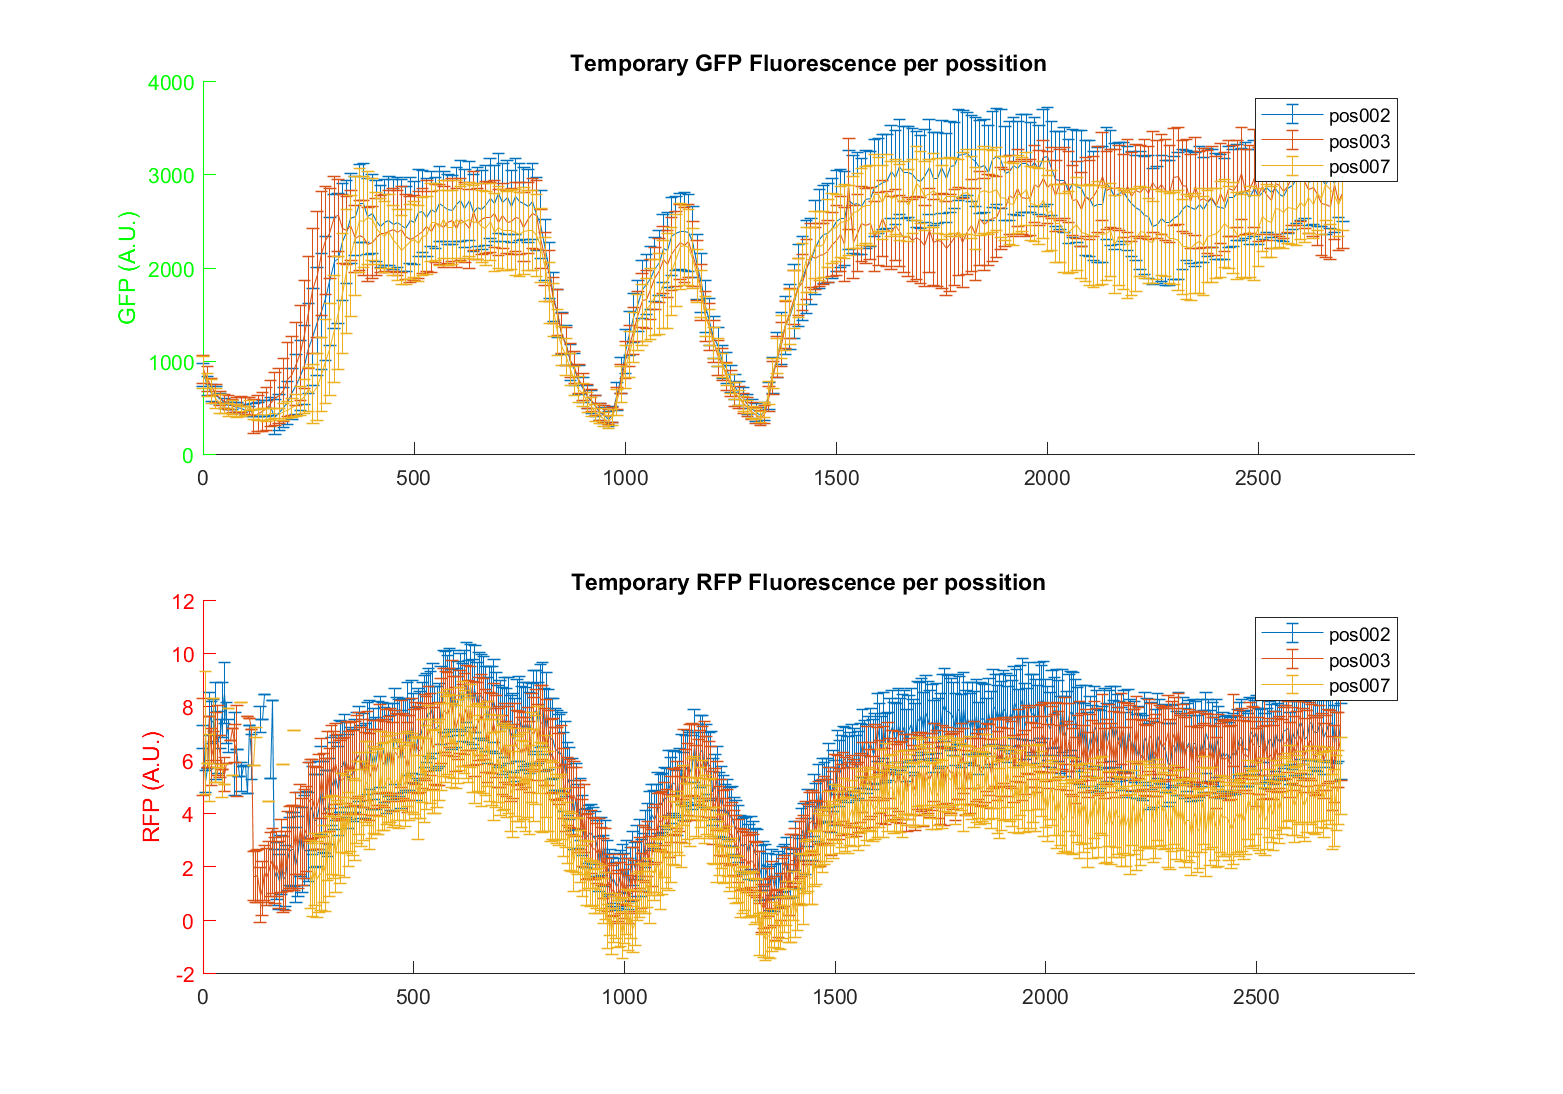 Temporary GFP Fluorescence per possition
GFP (A.U.)
4000
3000
2000
1000
0
0 500 1000 1500 2000 2500
pos002
pos003
pos007
Temporary RFP Fluorescence per possition
RFP (A.U.)
12
10
8
6
4
2
0
-2
0 500 1000 1500 2000 2500
pos002
pos003
pos007